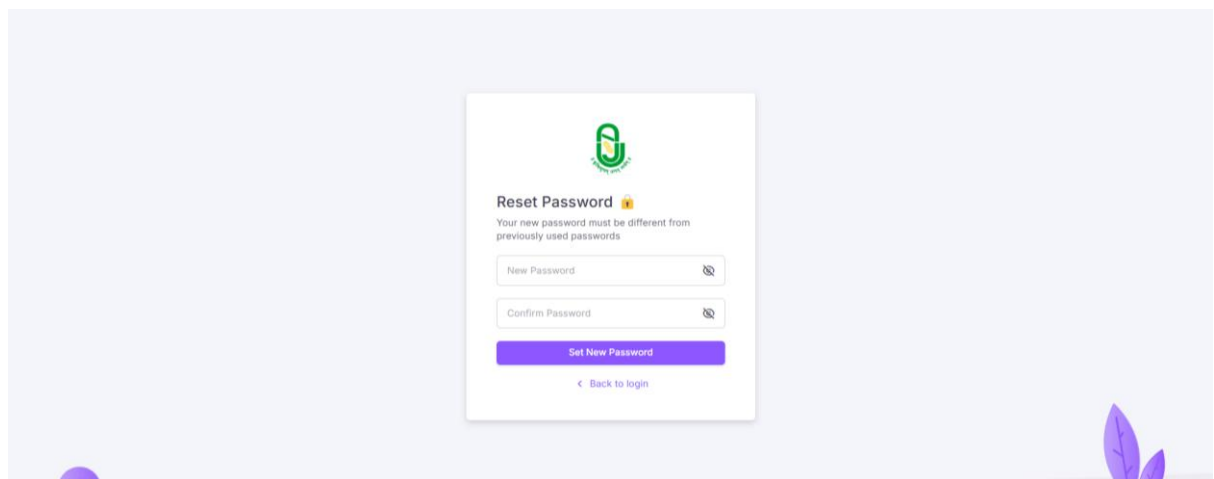 Reset Password 🔒
Your new password must be different from
previously used passwords
New Password
Confirm Password
Set New Password
Back to login